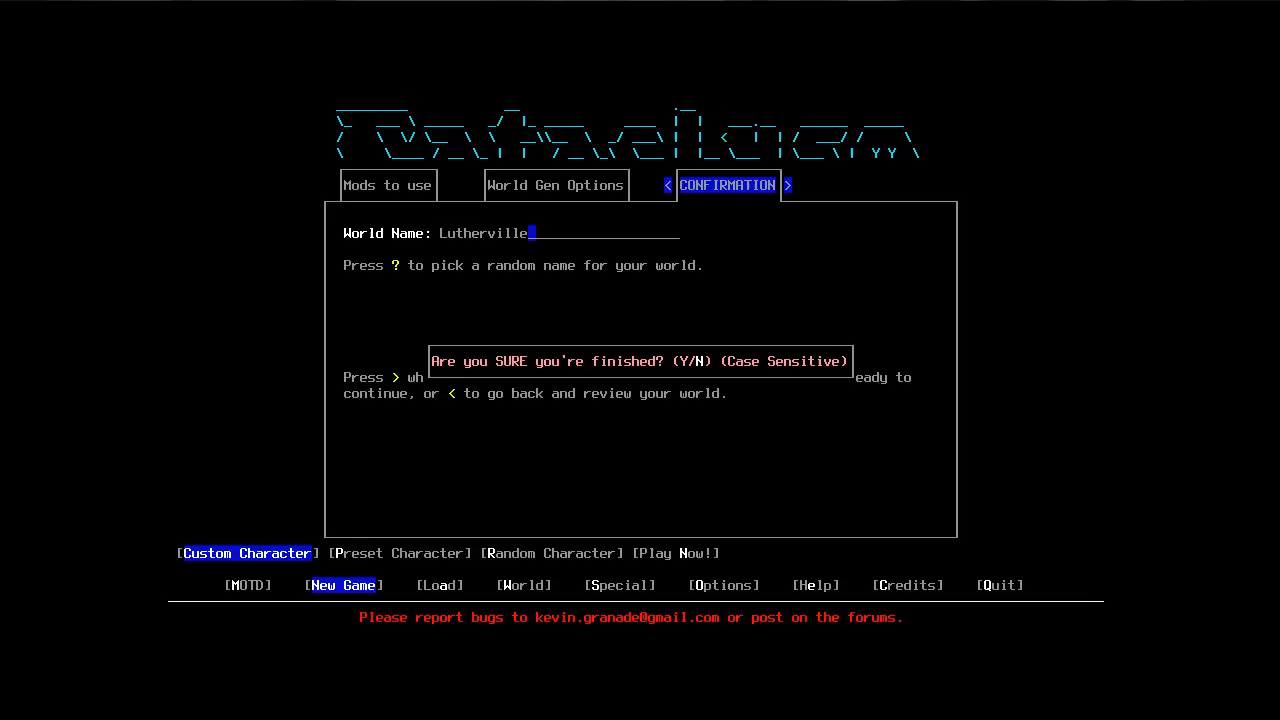 Cataclysm
Mods to use World Gen Options < CONFIRMATION >
World Name: Lutherville_
Press ? to pick a random name for your world.
Are you SURE you're finished? (Y/N) (Case Sensitive)
Press > wh eady to
continue, or < to go back and review your world.
[Custom Character] [Preset Character] [Random Character] [Play Now!]
[MOTD] [New Game] [Load] [World] [Special] [Options] [Help] [Credits] [Quit]
Please report bugs to kevin.granade@gmail.com or post on the forums.